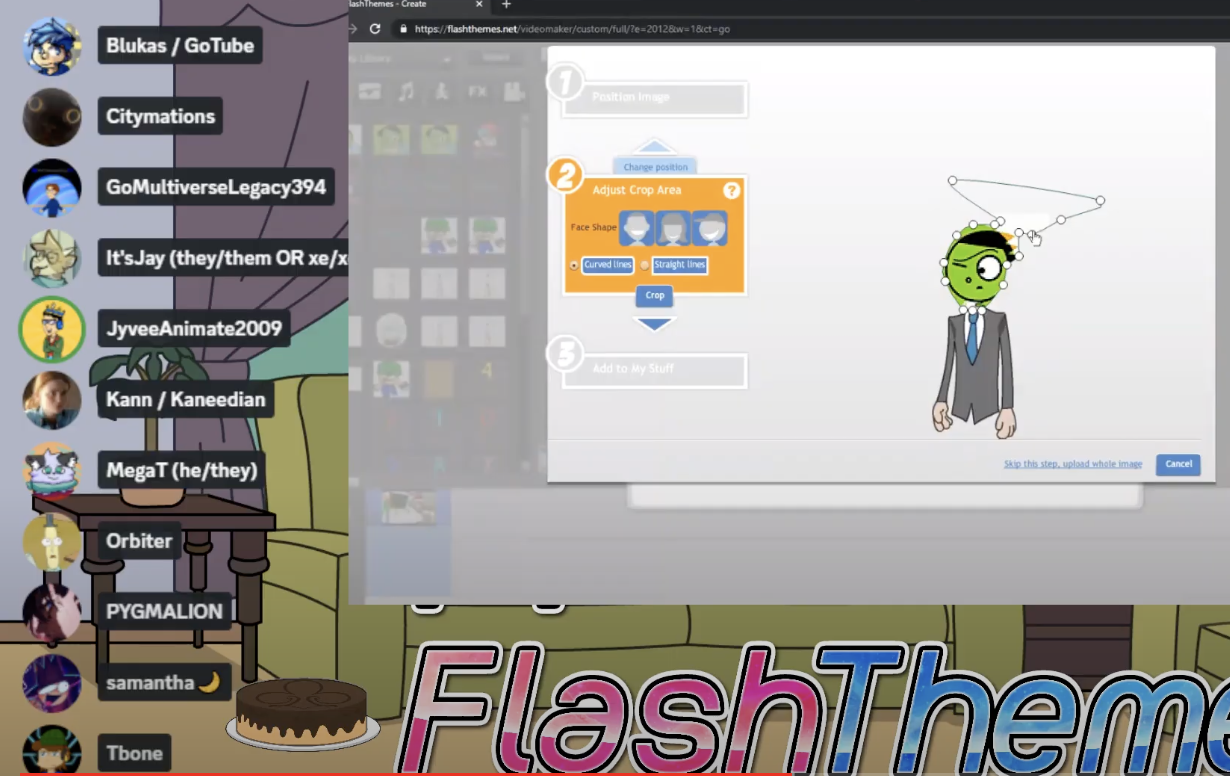 lashThemes - Create
https://flashthemes.net/videomaker/custom/full/?e=2012&w=1&ct=go
Blukas / GoTube
Citymations
GoMultiverseLegacy394
It'sJay (they/them OR xe/x
JyveeAnimate2009
Kann / Kaneedian
MegaT (he/they)
Orbiter
PYGMALION
samantha🌙
Tbone
FX
4
1
Position Image
Change position
2
Adjust Crop Area
?
Face Shape
Curved lines
Straight lines
Crop
3
Add to My Stuff
Skip this step, upload whole image
Cancel
FlashTheme